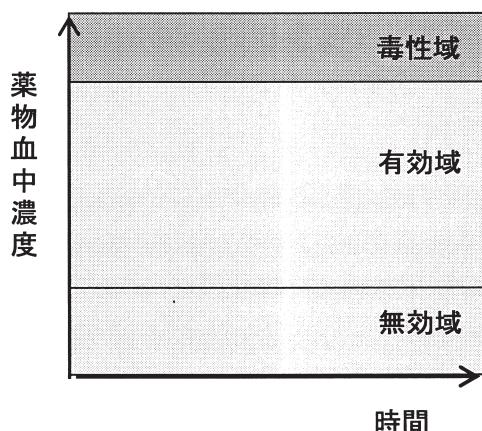 毒性域
薬物血中濃度
有効域
無効域
時間